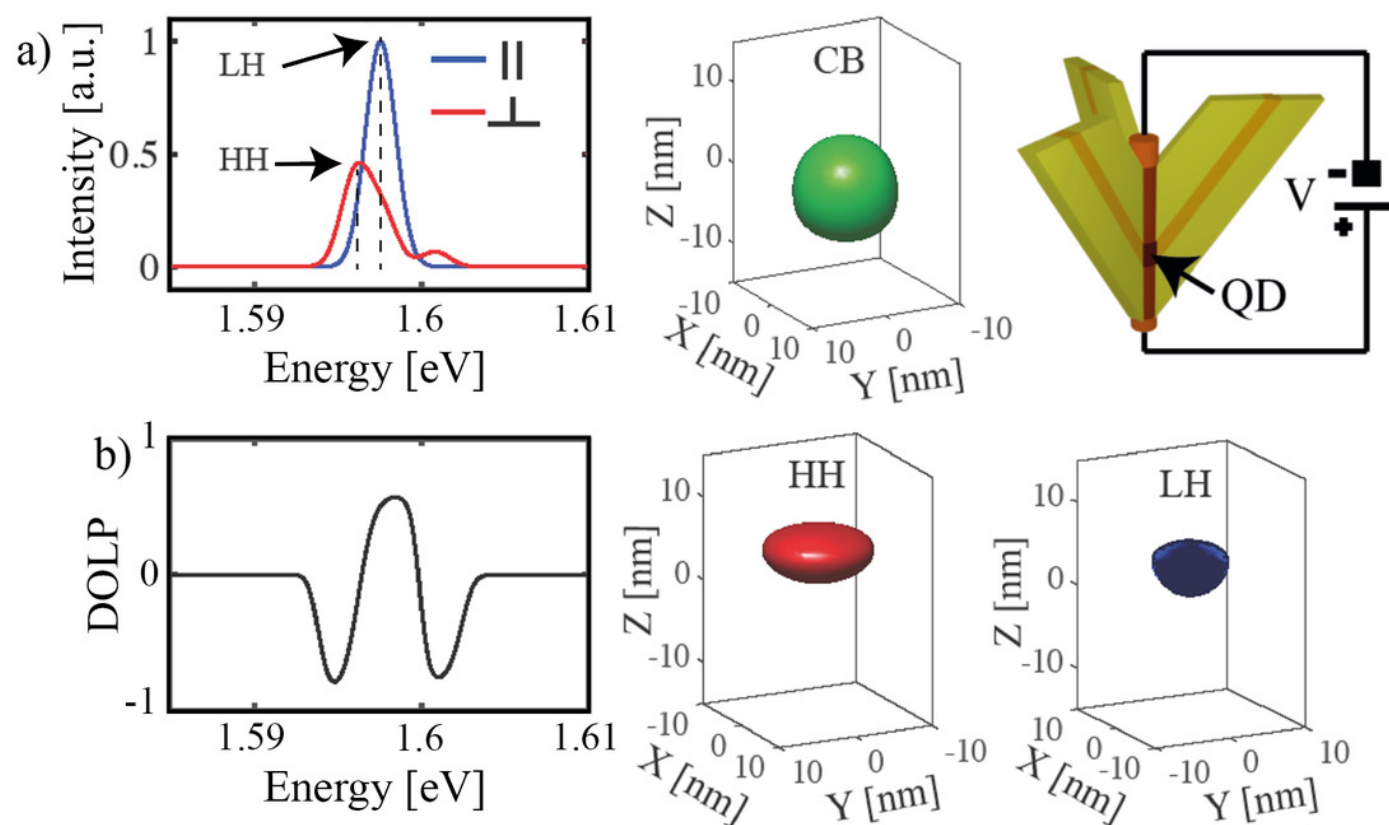 a)
Intensity [a.u.]
1
0.5
0
LH
HH
||
⊥
1.59
1.6
1.61
Energy [eV]
CB
Z [nm]
10
0
-10
-10
0
10
X [nm]
10
0
-10
Y [nm]
V
-
+
QD
b)
DOLP
1
0
-1
1.59
1.6
1.61
Energy [eV]
HH
Z [nm]
10
0
-10
-10
0
10
X [nm]
10
0
-10
Y [nm]
LH
Z [nm]
10
0
-10
10
0
-10
X [nm]
-10
0
10
Y [nm]